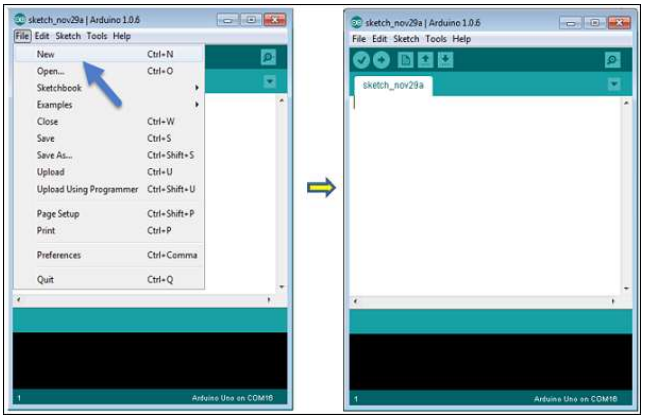 sketch_nov29a | Arduino 1.0.6
File Edit Sketch Tools Help
New Ctrl+N
Open... Ctrl+O
Sketchbook
Examples
Close Ctrl+W
Save Ctrl+S
Save As... Ctrl+Shift+S
Upload Ctrl+U
Upload Using Programmer Ctrl+Shift+U
Page Setup Ctrl+Shift+P
Print Ctrl+P
Preferences Ctrl+Comma
Quit Ctrl+Q
1 Arduino Uno on COM16
sketch_nov29a | Arduino 1.0.6
File Edit Sketch Tools Help
sketch_nov29a
1 Arduino Uno on COM16